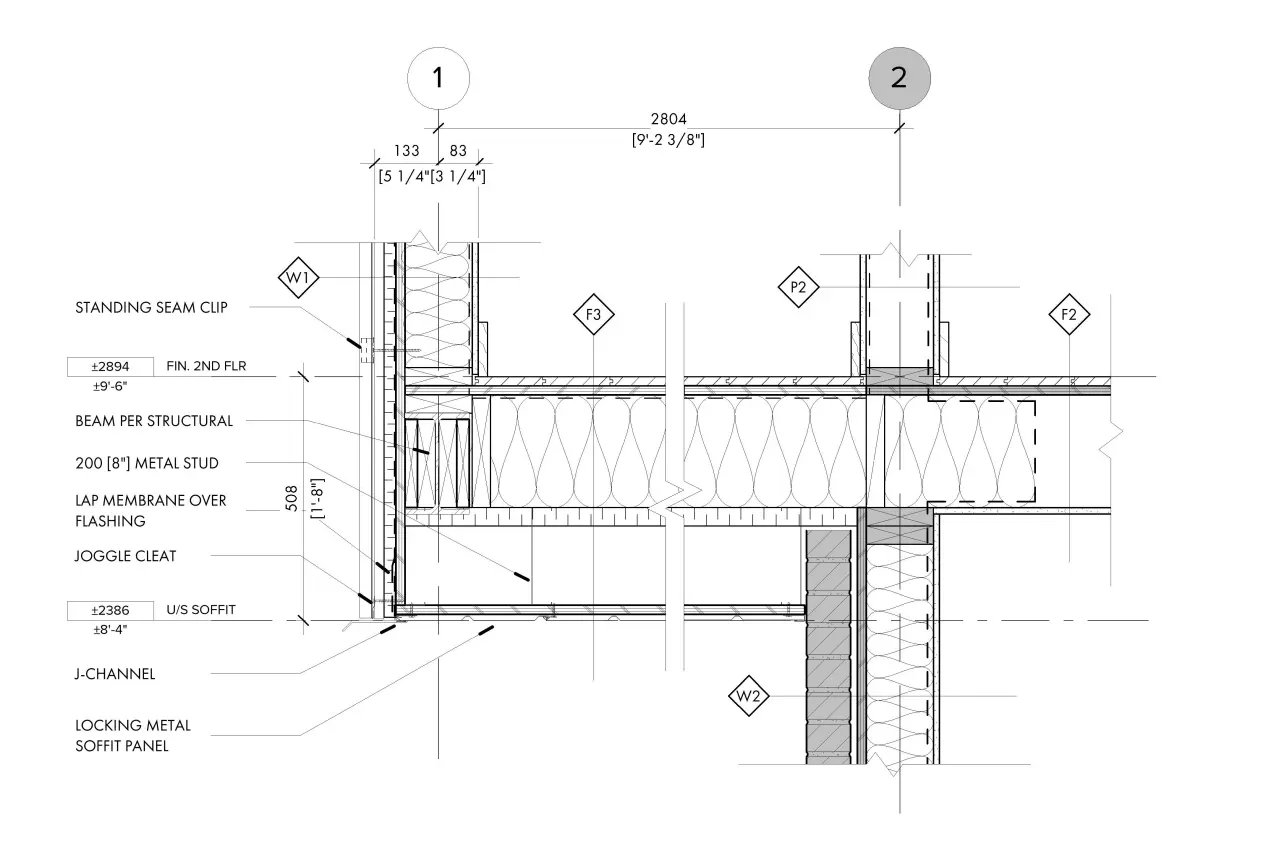 1
2
2804
[9'-2 3/8"]
133
83
[5 1/4"[3 1/4"]
W1
P2
STANDING SEAM CLIP
F3
F2
±2894
FIN. 2ND FLR
±9'-6"
BEAM PER STRUCTURAL
200 [8"] METAL STUD
LAP MEMBRANE OVER
FLASHING
508
[1'-8"]
JOGGLE CLEAT
±2386
U/S SOFFIT
±8'-4"
J-CHANNEL
W2
LOCKING METAL
SOFFIT PANEL